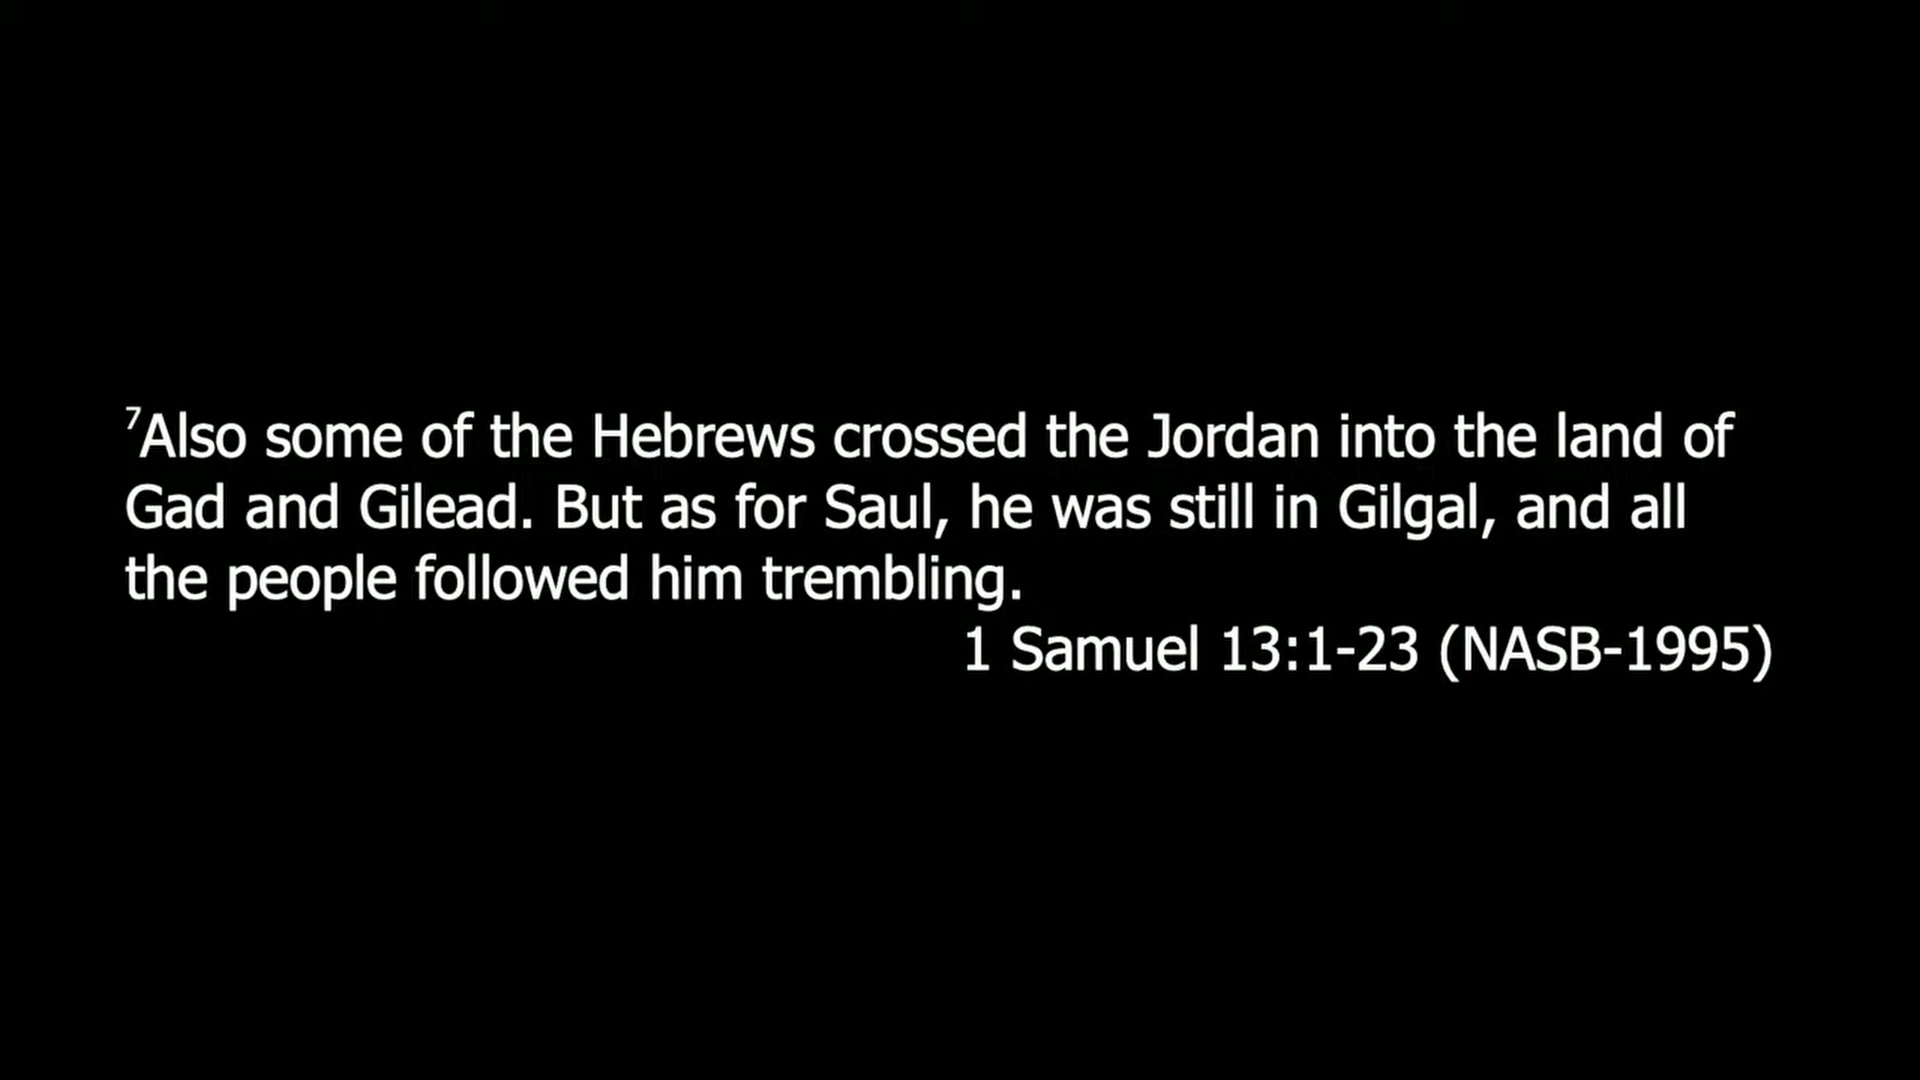 ⁷Also some of the Hebrews crossed the Jordan into the land of
Gad and Gilead. But as for Saul, he was still in Gilgal, and all
the people followed him trembling.
1 Samuel 13:1-23 (NASB-1995)